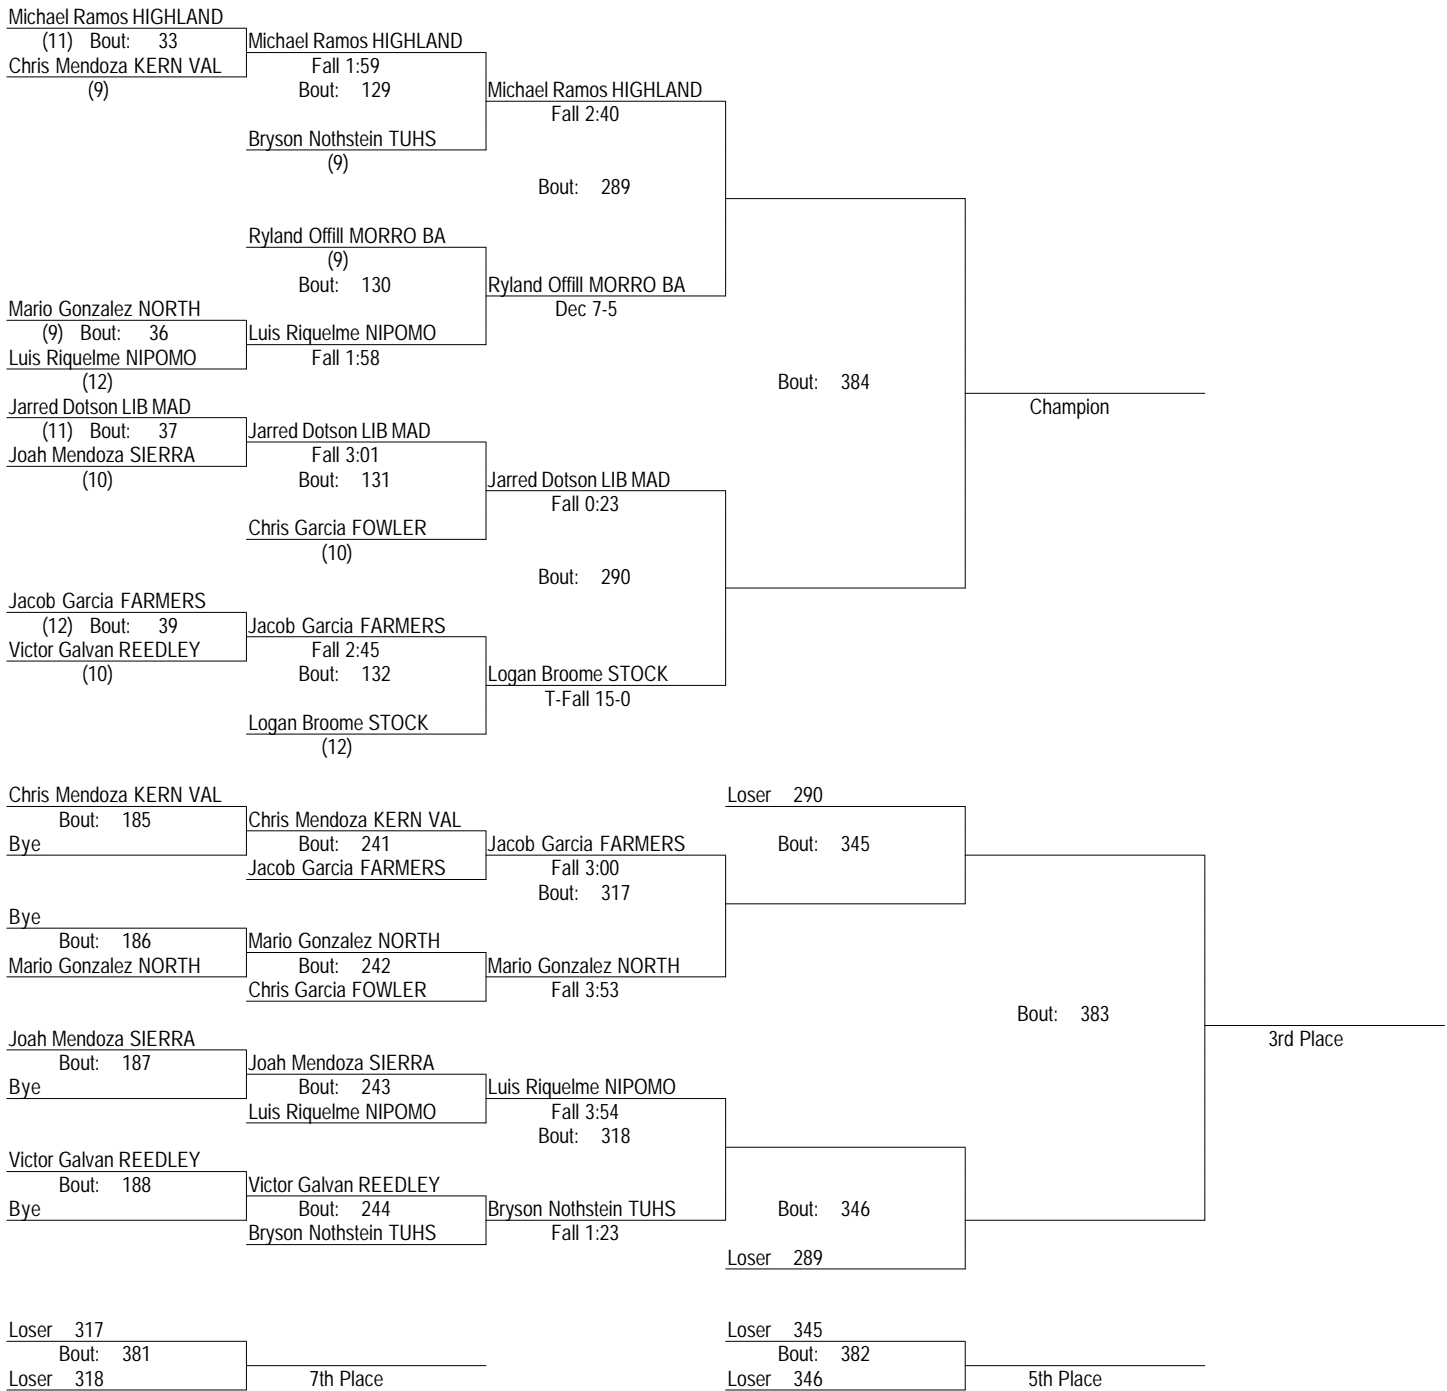 Michael Ramos HIGHLAND
(11) Bout: 33 Michael Ramos HIGHLAND
Chris Mendoza KERN VAL Fall 1:59
(9) Bout: 129 Michael Ramos HIGHLAND
Fall 2:40
Bryson Nothstein TUHS
(9)
Bout: 289
Ryland Offill MORRO BA
(9)
Bout: 130 Ryland Offill MORRO BA
Mario Gonzalez NORTH Dec 7-5
(9) Bout: 36 Luis Riquelme NIPOMO
Luis Riquelme NIPOMO Fall 1:58
(12) Bout: 384
Jarred Dotson LIB MAD Champion
(11) Bout: 37 Jarred Dotson LIB MAD
Joah Mendoza SIERRA Fall 3:01
(10) Bout: 131 Jarred Dotson LIB MAD
Fall 0:23
Chris Garcia FOWLER
(10)
Bout: 290
Jacob Garcia FARMERS
(12) Bout: 39 Jacob Garcia FARMERS
Victor Galvan REEDLEY Fall 2:45
(10) Bout: 132 Logan Broome STOCK
T-Fall 15-0
Logan Broome STOCK
(12)
Chris Mendoza KERN VAL Loser 290
Bout: 185 Chris Mendoza KERN VAL
Bye Bout: 241 Jacob Garcia FARMERS Bout: 345
Jacob Garcia FARMERS Fall 3:00
Bout: 317
Bye
Bout: 186 Mario Gonzalez NORTH
Mario Gonzalez NORTH Bout: 242 Mario Gonzalez NORTH
Chris Garcia FOWLER Fall 3:53
Bout: 383
Joah Mendoza SIERRA 3rd Place
Bout: 187 Joah Mendoza SIERRA
Bye Bout: 243 Luis Riquelme NIPOMO
Luis Riquelme NIPOMO Fall 3:54
Bout: 318
Victor Galvan REEDLEY
Bout: 188 Victor Galvan REEDLEY
Bye Bout: 244 Bryson Nothstein TUHS Bout: 346
Bryson Nothstein TUHS Fall 1:23
Loser 289
Loser 317 Loser 345
Bout: 381 Bout: 382
Loser 318 7th Place Loser 346 5th Place